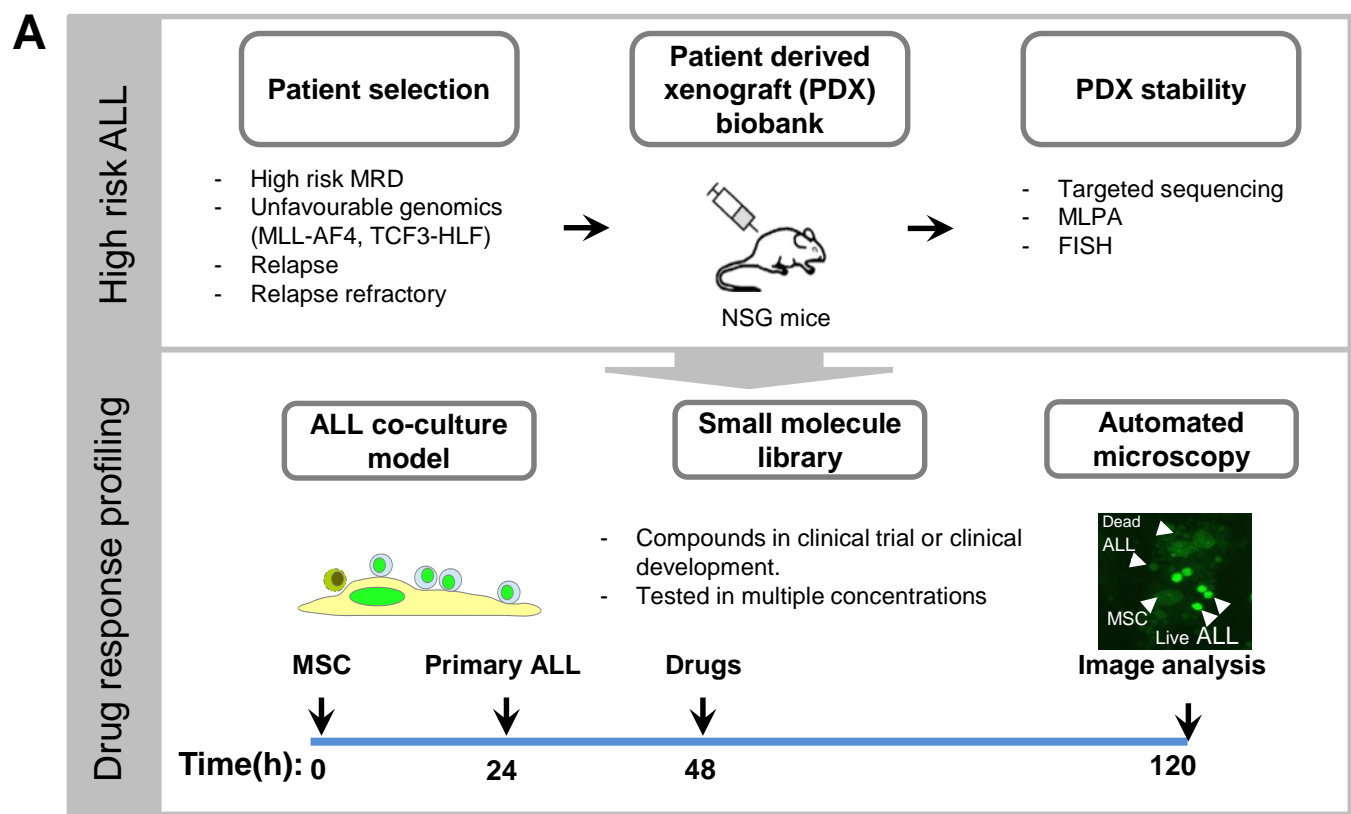 A
High risk ALL
Patient selection
- High risk MRD
- Unfavourable genomics
(MLL-AF4, TCF3-HLF)
- Relapse
- Relapse refractory
Patient derived
xenograft (PDX)
biobank
NSG mice
PDX stability
- Targeted sequencing
- MLPA
- FISH
Drug response profiling
ALL co-culture
model
Small molecule
library
- Compounds in clinical trial or clinical
development.
- Tested in multiple concentrations
Automated
microscopy
Dead
ALL
MSC
Live ALL
MSC
Primary ALL
Drugs
Image analysis
Time(h): 0 24 48 120